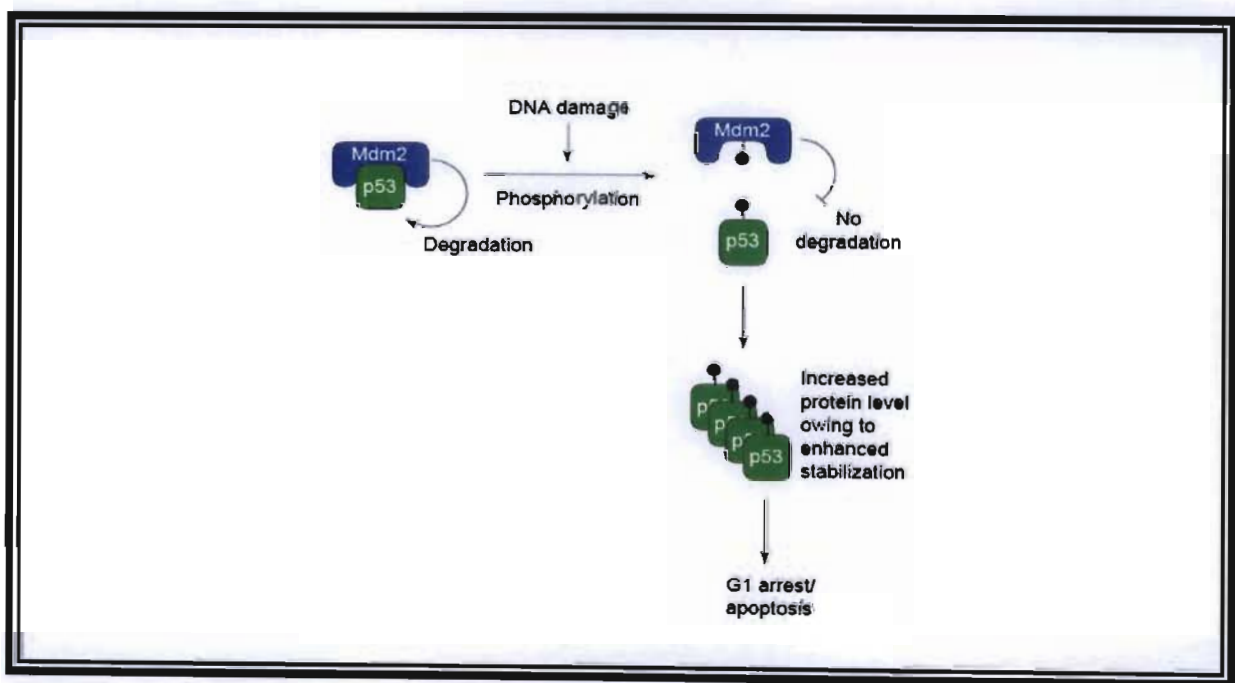 DNA damage
Mdm2
p53
Phosphorylation
Degradation
Mdm2
p53
No
degradation
p53
Increased
protein level
owing to
enhanced
stabilization
G1 arrest/
apoptosis